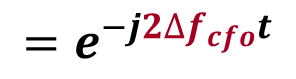 = e^{-j2Δf_{cfo}t}